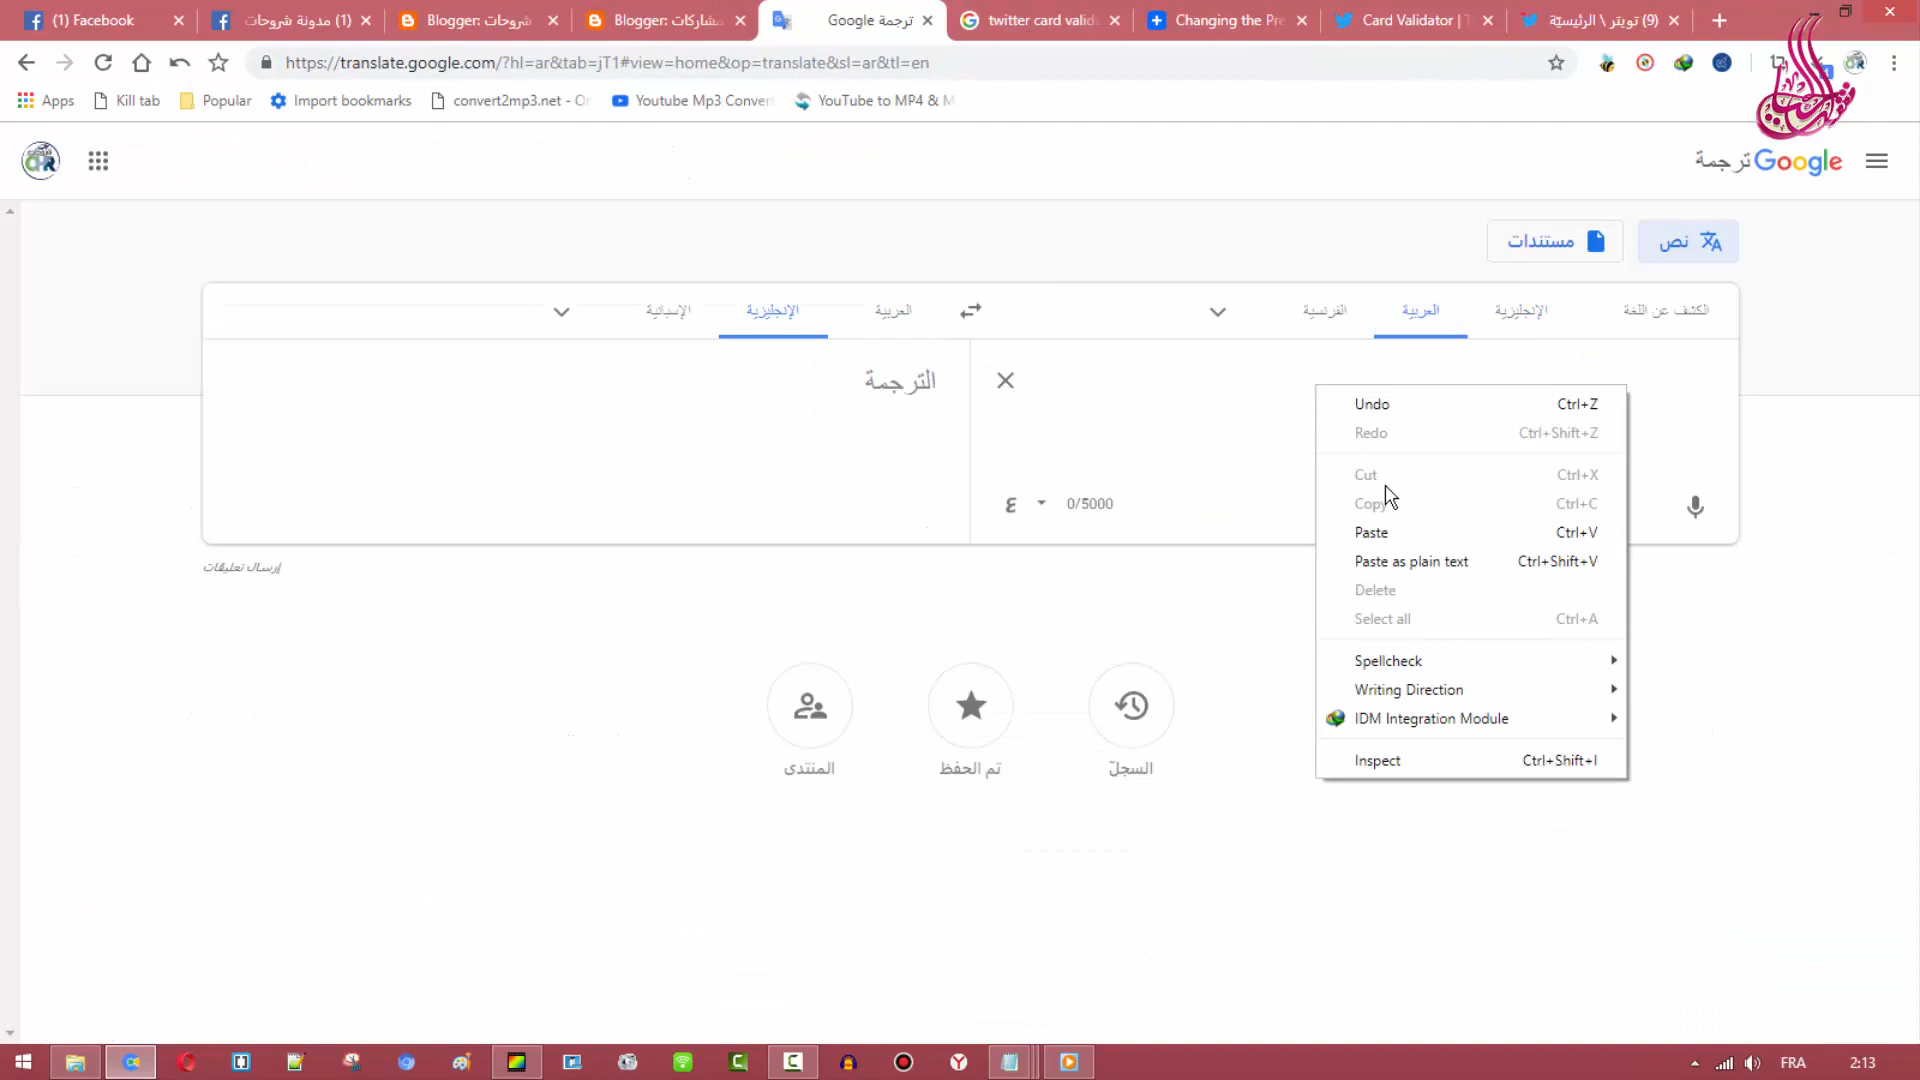 (1) Facebook
(1) مدونة شروحات
Blogger: شروحات
Blogger: مشاركات
ترجمة Google
twitter card valid
Changing the Pre
Card Validator | T
(9) تويتر \ الرئيسيّة
https://translate.google.com/?hl=ar&tab=jT1#view=home&op=translate&sl=ar&tl=en
Apps
Kill tab
Popular
Import bookmarks
convert2mp3.net - On
Youtube Mp3 Convert
YouTube to MP4 & M
شروحات
ترجمة Google
نص
مستندات
الكشف عن اللغة
الإنجليزية
العربية
الفرنسية
العربية
الإنجليزية
الإسبانية
الترجمة
ع
0/5000
إرسال تعليقات
Undo Ctrl+Z
Redo Ctrl+Shift+Z
Cut Ctrl+X
Copy Ctrl+C
Paste Ctrl+V
Paste as plain text Ctrl+Shift+V
Delete
Select all Ctrl+A
Spellcheck
Writing Direction
IDM Integration Module
Inspect Ctrl+Shift+I
السجلّ
تم الحفظ
المنتدى
FRA
2:13